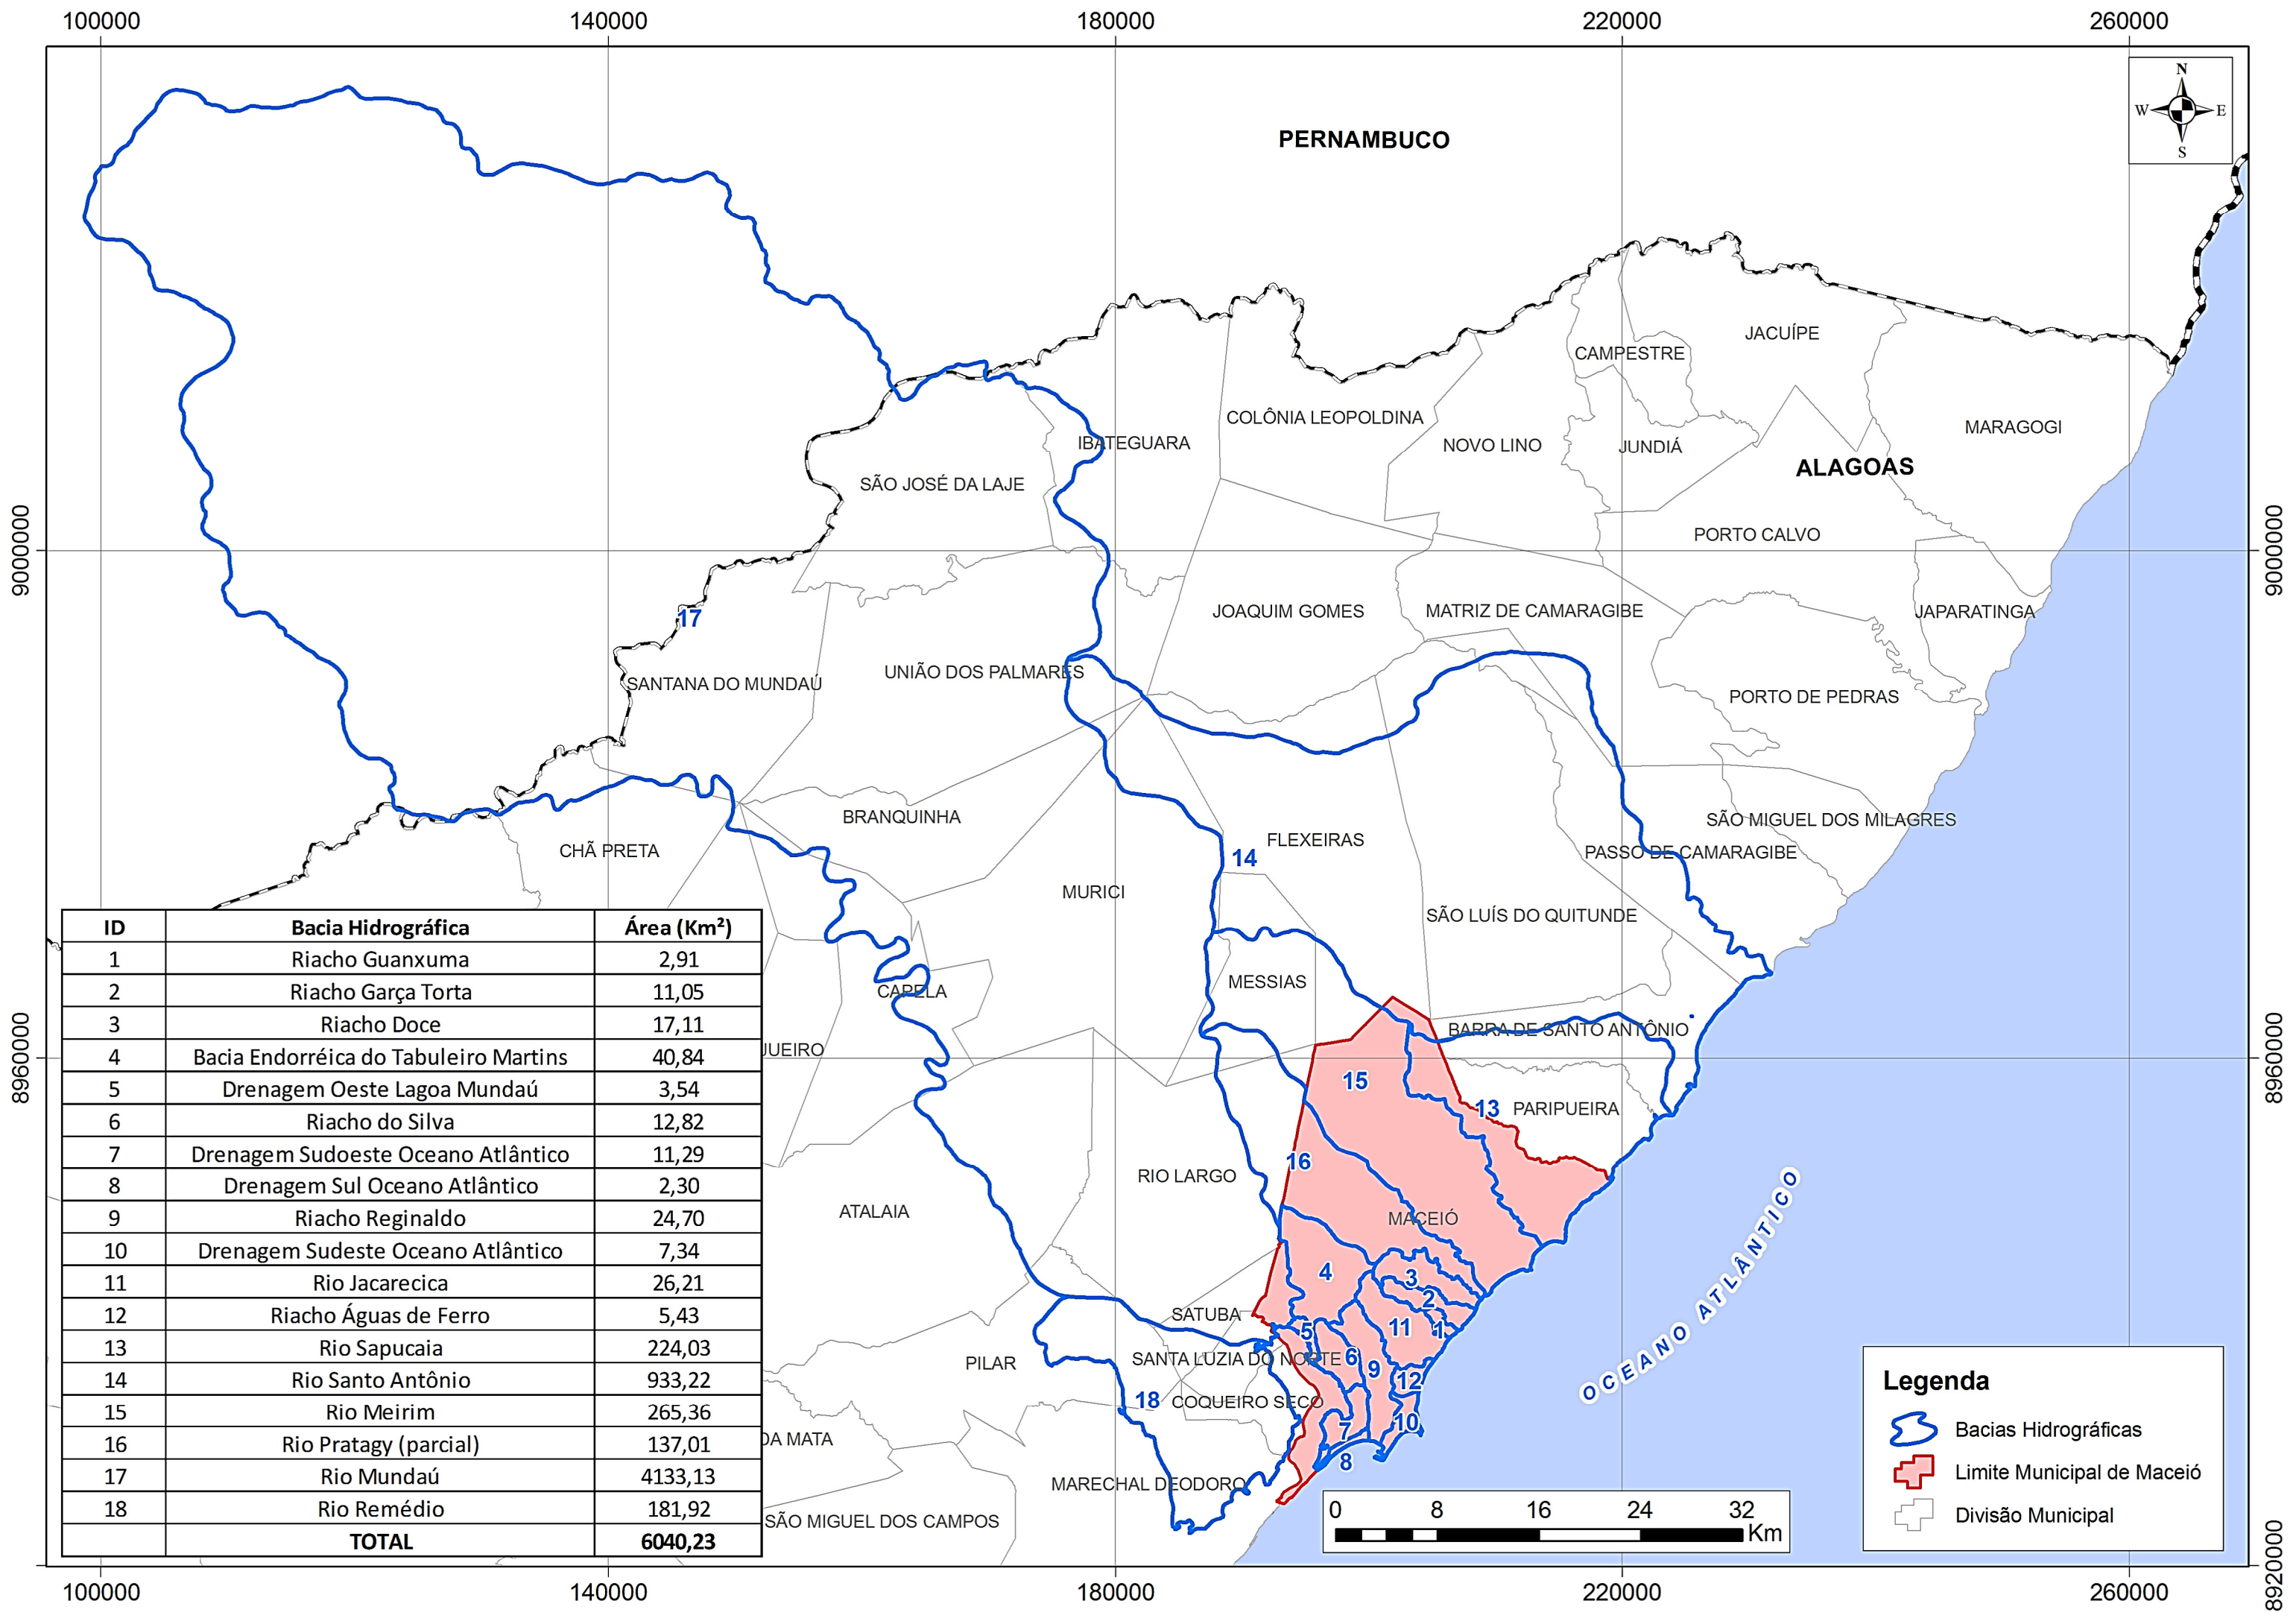 100000 140000 180000 220000 260000
N
W E
S
PERNAMBUCO
JACUÍPE
CAMPESTRE
COLÔNIA LEOPOLDINA
MARAGOGI
IBATEGUARA
NOVO LINO
JUNDIÁ
ALAGOAS
SÃO JOSÉ DA LAJE
PORTO CALVO
9000000
9000000
17
JOAQUIM GOMES
MATRIZ DE CAMARAGIBE
JAPARATINGA
UNIÃO DOS PALMARES
SANTANA DO MUNDAÚ
PORTO DE PEDRAS
BRANQUINHA
SÃO MIGUEL DOS MILAGRES
FLEXEIRAS
CHÃ PRETA
14
PASSO DE CAMARAGIBE
MURICI
SÃO LUÍS DO QUITUNDE
MESSIAS
CAPELA
BARRA DE SANTO ANTÔNIO
JUEIRO
8960000
8960000
15
13
PARIPUEIRA
16
RIO LARGO
ATALAIA
MACEIÓ
4
3
2
SATUBA
5
11
1
PILAR
SANTA LUZIA DO NORTE
6
9
12
18
COQUEIRO SECO
10
7
DA MATA
8
MARECHAL DEODORO
SÃO MIGUEL DOS CAMPOS
OCEANO ATLÂNTICO
ID Bacia Hidrográfica Área (Km²)
1 Riacho Guanxuma 2,91
2 Riacho Garça Torta 11,05
3 Riacho Doce 17,11
4 Bacia Endorréica do Tabuleiro Martins 40,84
5 Drenagem Oeste Lagoa Mundaú 3,54
6 Riacho do Silva 12,82
7 Drenagem Sudoeste Oceano Atlântico 11,29
8 Drenagem Sul Oceano Atlântico 2,30
9 Riacho Reginaldo 24,70
10 Drenagem Sudeste Oceano Atlântico 7,34
11 Rio Jacarecica 26,21
12 Riacho Águas de Ferro 5,43
13 Rio Sapucaia 224,03
14 Rio Santo Antônio 933,22
15 Rio Meirim 265,36
16 Rio Pratagy (parcial) 137,01
17 Rio Mundaú 4133,13
18 Rio Remédio 181,92
TOTAL 6040,23
Legenda
Bacias Hidrográficas
Limite Municipal de Maceió
Divisão Municipal
0 8 16 24 32
Km
8920000
100000 140000 180000 220000 260000